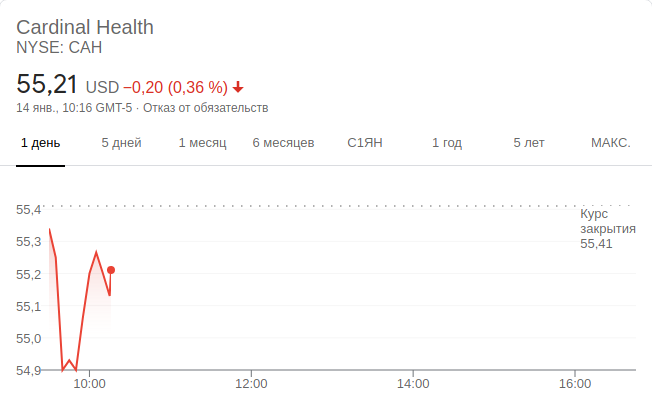 Cardinal Health
NYSE: CAH
55,21 USD −0,20 (0,36 %)
14 янв., 10:16 GMT-5 · Отказ от обязательств
1 день 5 дней 1 месяц 6 месяцев С1ЯН 1 год 5 лет МАКС.
55,4
Курс
закрытия
55,41
55,3
55,2
55,1
55,0
54,9
10:00 12:00 14:00 16:00